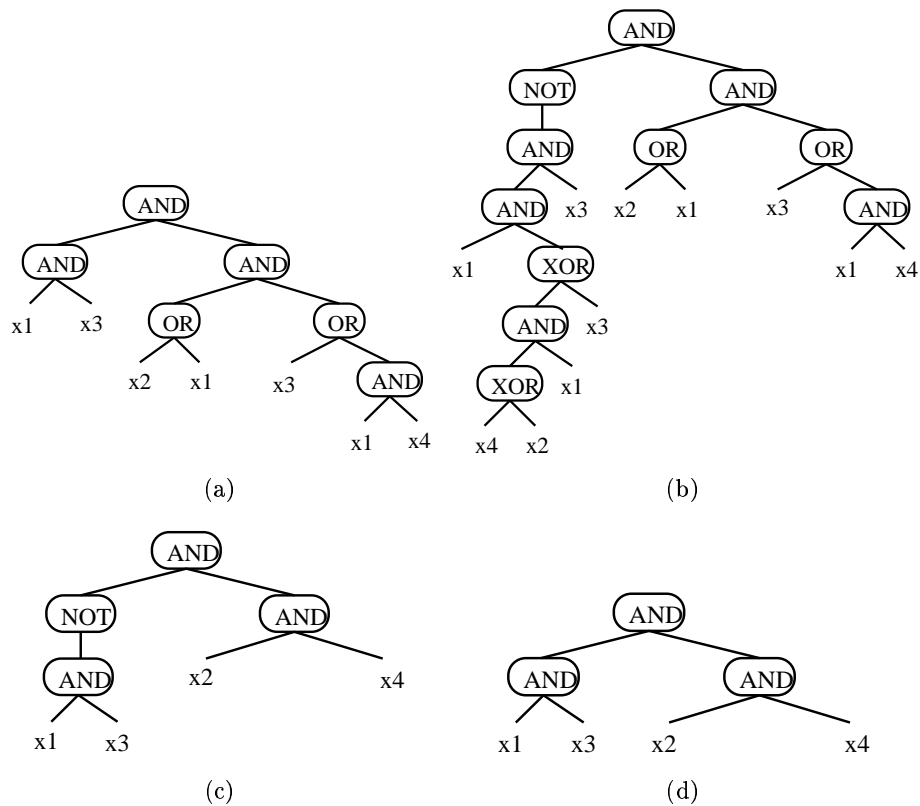 AND
AND AND
x1 x3 OR OR
x2 x1 x3 AND
x1 x4
(a)
AND
NOT AND
AND OR OR
AND x3 x2 x1 x3 AND
x1 XOR x1 x4
AND x3
XOR x1
x4 x2
(b)
AND
NOT AND
AND x2 x4
x1 x3
(c)
AND
AND AND
x1 x3 x2 x4
(d)